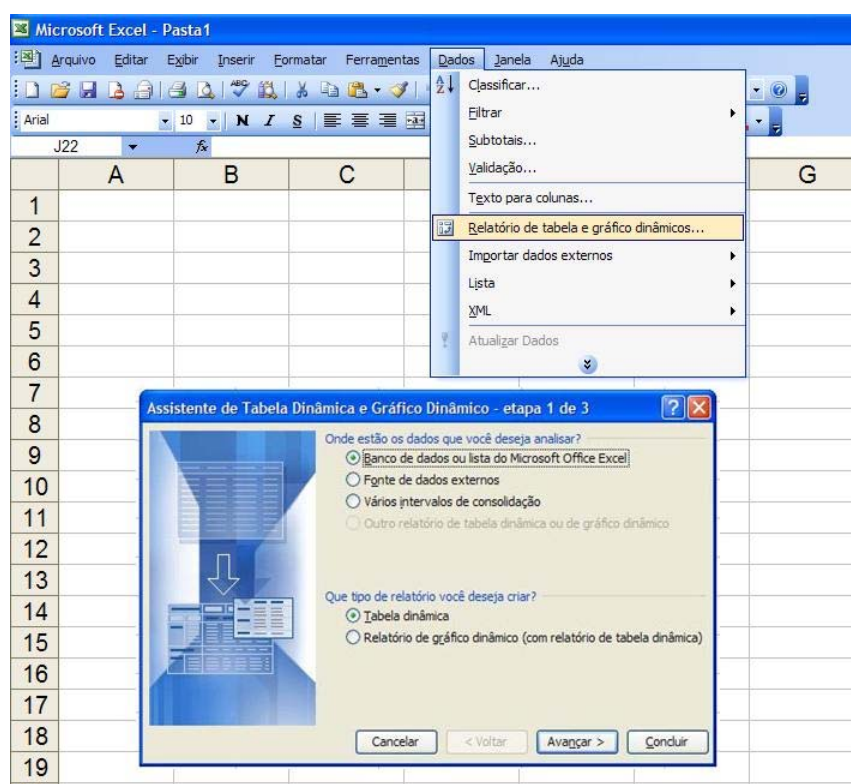 Microsoft Excel - Pasta1
Arquivo Editar Exibir Inserir Formatar Ferramentas Dados Janela Ajuda
Arial 10 N I S
J22 fx
A B C G
Classificar...
Filtrar
Subtotais...
Validação...
Texto para colunas...
Relatório de tabela e gráfico dinâmicos...
Importar dados externos
Lista
XML
Atualizar Dados
1
2
3
4
5
6
7
8
9
10
11
12
13
14
15
16
17
18
19
Assistente de Tabela Dinâmica e Gráfico Dinâmico - etapa 1 de 3
Onde estão os dados que você deseja analisar?
Banco de dados ou lista do Microsoft Office Excel
Fonte de dados externos
Vários intervalos de consolidação
Outro relatório de tabela dinâmica ou de gráfico dinâmico
Que tipo de relatório você deseja criar?
Tabela dinâmica
Relatório de gráfico dinâmico (com relatório de tabela dinâmica)
Cancelar < Voltar Avançar > Concluir